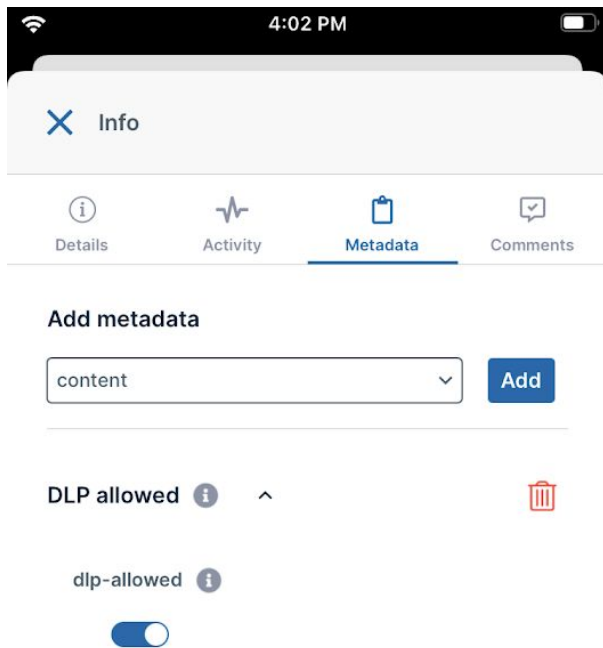 4:02 PM
Info
Details Activity Metadata Comments
Add metadata
content Add
DLP allowed
dlp-allowed